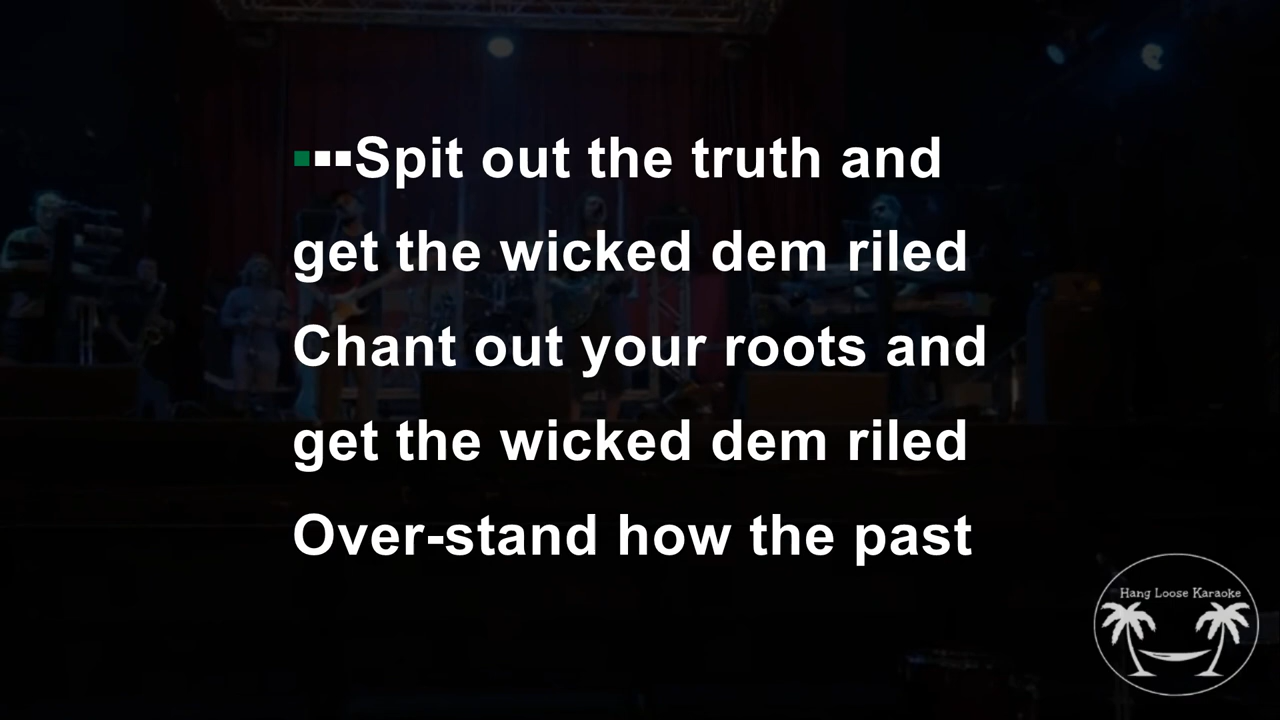 ▪▪▪Spit out the truth and
get the wicked dem riled
Chant out your roots and
get the wicked dem riled
Over-stand how the past
Hang Loose Karaoke